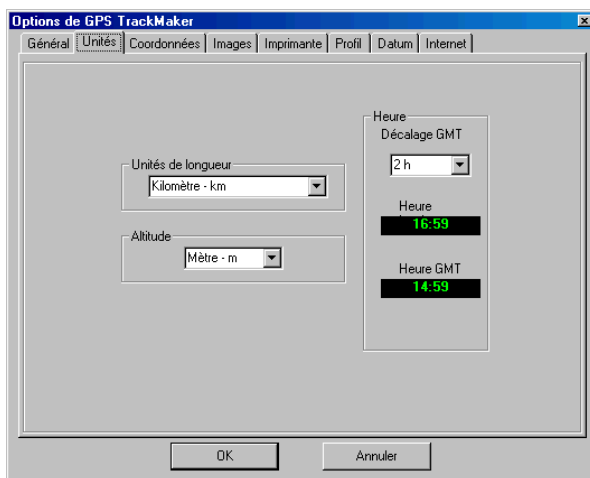 Options de GPS TrackMaker
Général Unités Coordonnées Images Imprimante Profil Datum Internet
Heure
Décalage GMT
2 h
Unités de longueur
Kilomètre - km
Heure
16:59
Altitude
Mètre - m
Heure GMT
14:59
OK Annuler